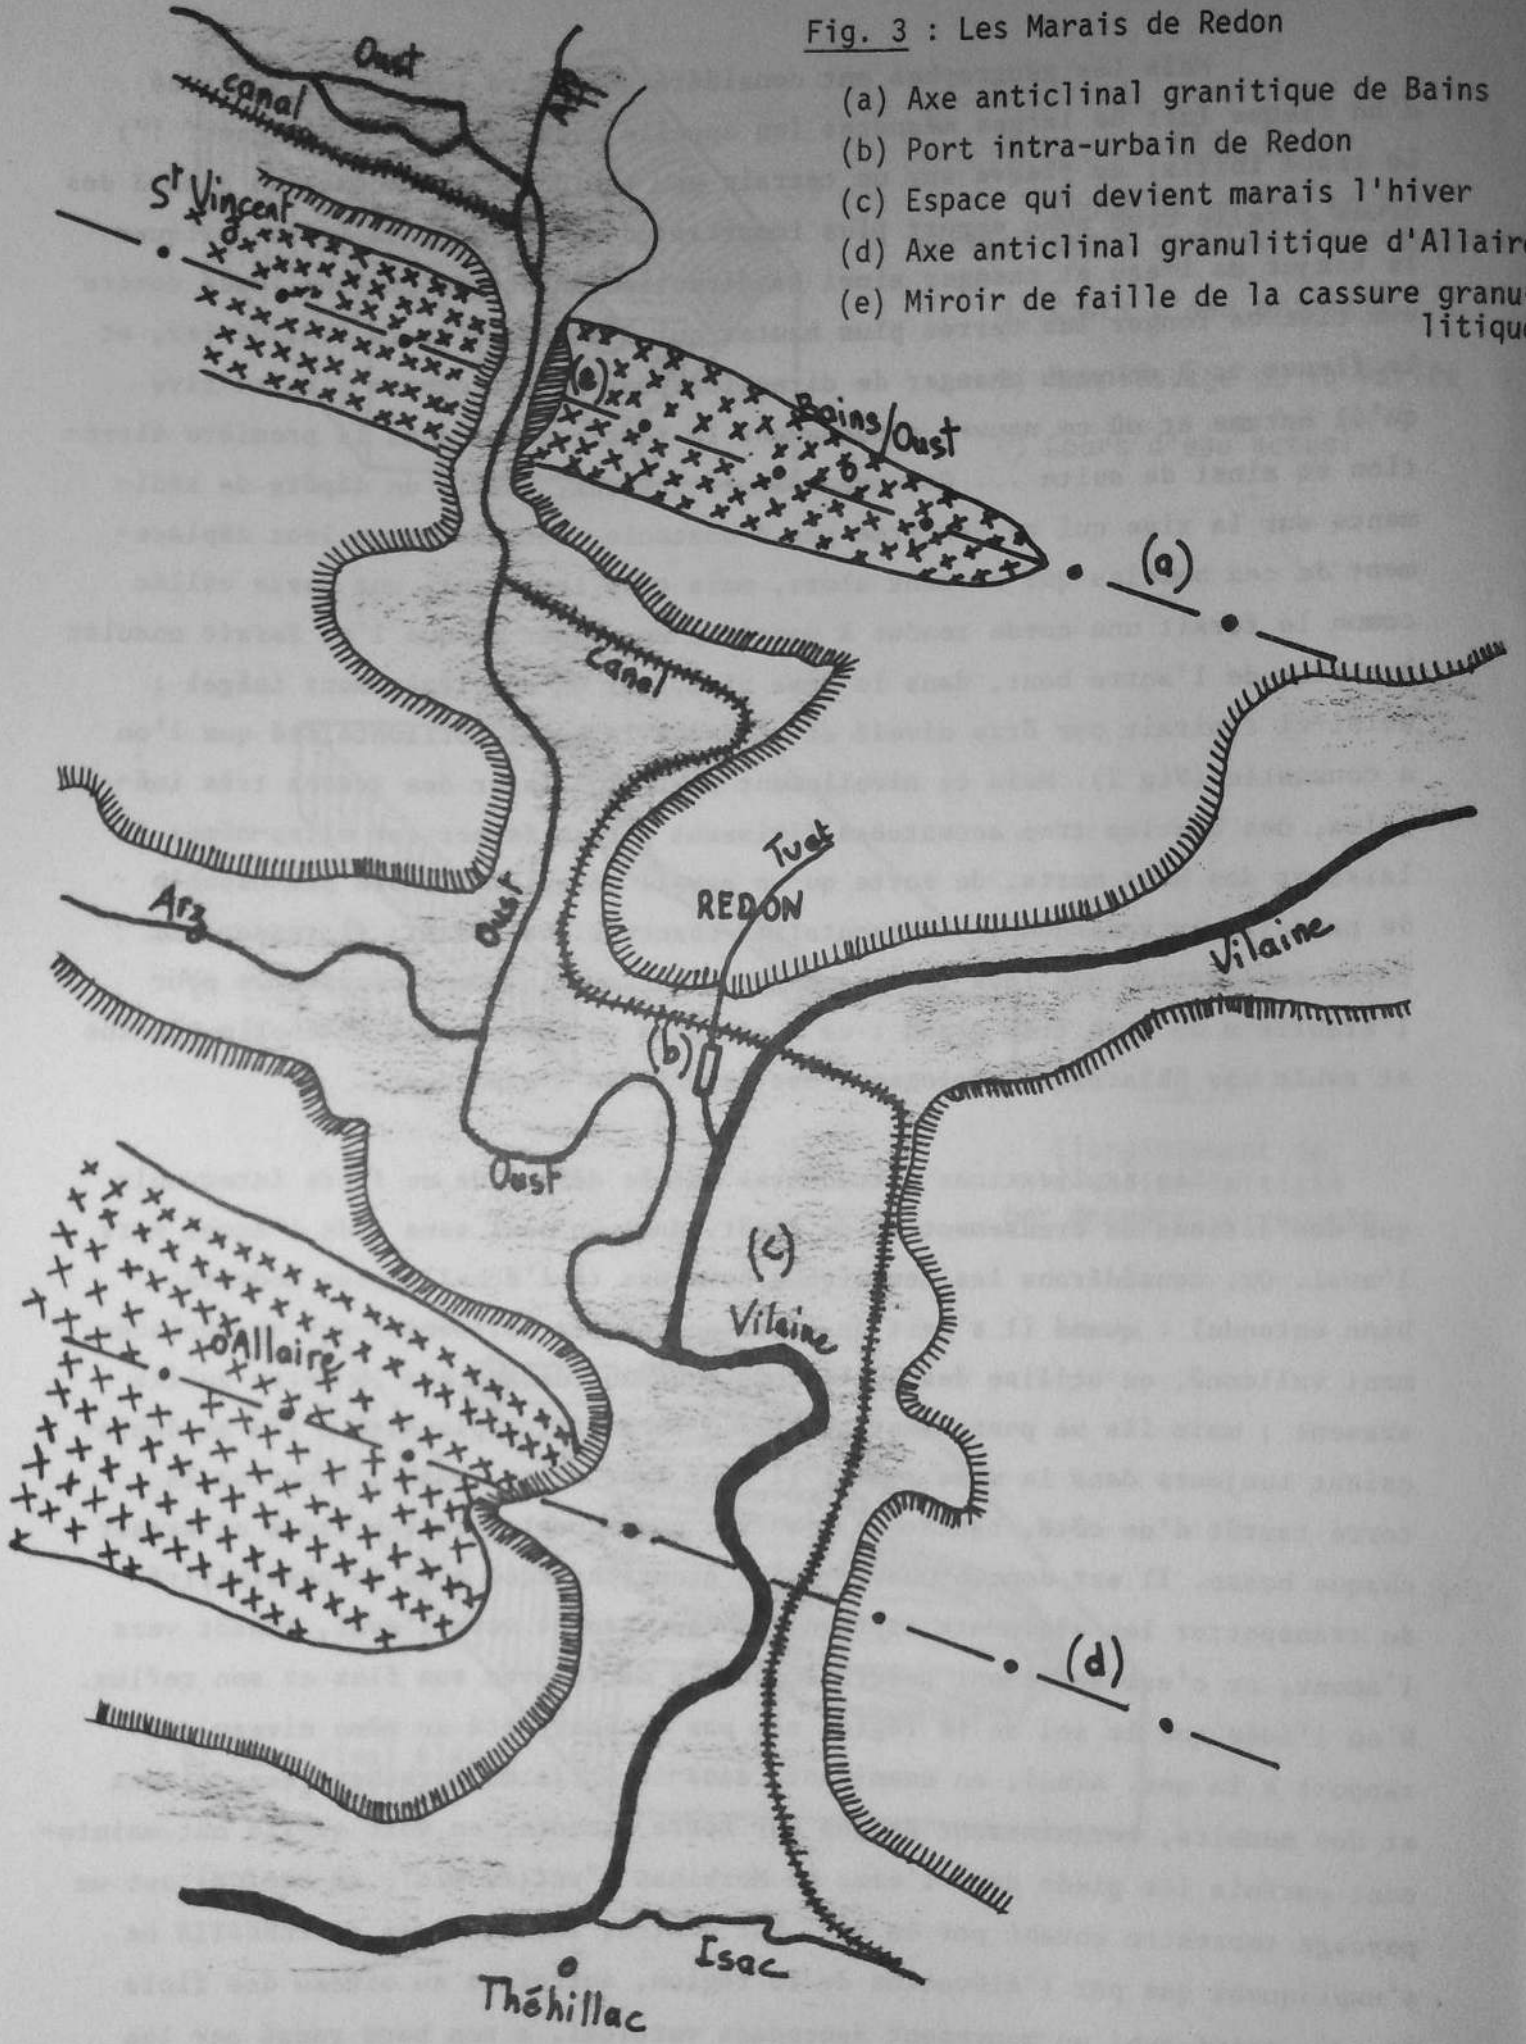 Fig. 3 : Les Marais de Redon
(a) Axe anticlinal granitique de Bains
(b) Port intra-urbain de Redon
(c) Espace qui devient marais l'hiver
(d) Axe anticlinal granulitique d'Allaire
(e) Miroir de faille de la cassure granu-
litique
Oust
canal
Aff
St Vincent
(e)
Bains/Oust
(a)
canal
Tuet
REDON
Arz
Oust
Vilaine
(b)
Oust
(c)
Vilaine
Allaire
(d)
Isac
Théhillac